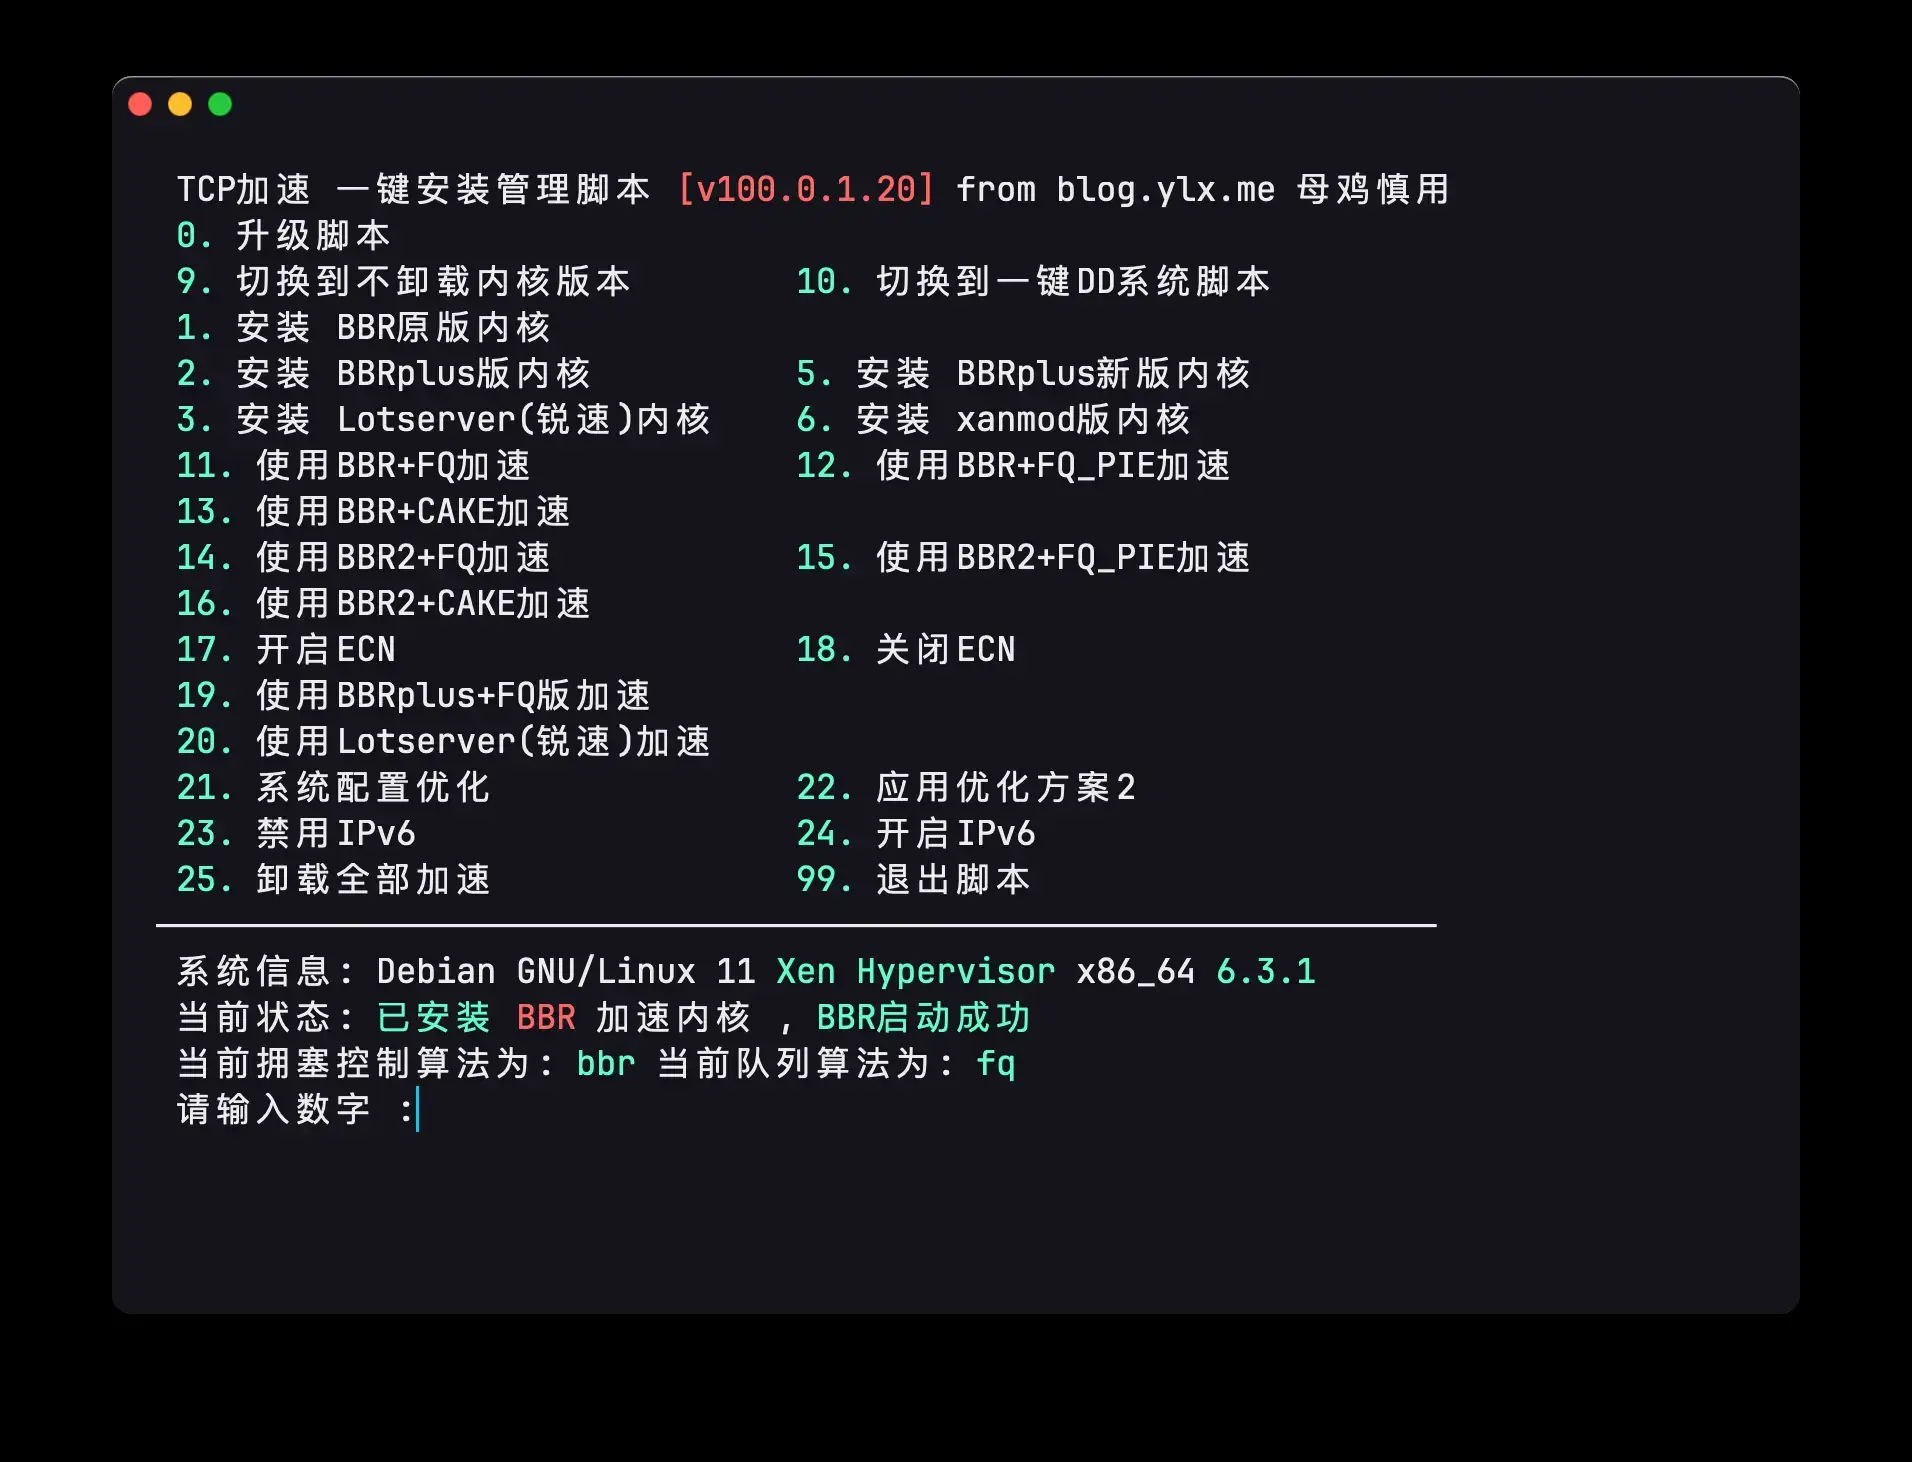 TCP加速 一键安装管理脚本 [v100.0.1.20] from blog.ylx.me 母鸡慎用
0. 升级脚本
9. 切换到不卸载内核版本 10. 切换到一键DD系统脚本
1. 安装 BBR原版内核
2. 安装 BBRplus版内核 5. 安装 BBRplus新版内核
3. 安装 Lotserver(锐速)内核 6. 安装 xanmod版内核
11. 使用BBR+FQ加速 12. 使用BBR+FQ_PIE加速
13. 使用BBR+CAKE加速
14. 使用BBR2+FQ加速 15. 使用BBR2+FQ_PIE加速
16. 使用BBR2+CAKE加速
17. 开启ECN 18. 关闭ECN
19. 使用BBRplus+FQ版加速
20. 使用Lotserver(锐速)加速
21. 系统配置优化 22. 应用优化方案2
23. 禁用IPv6 24. 开启IPv6
25. 卸载全部加速 99. 退出脚本
系统信息: Debian GNU/Linux 11 Xen Hypervisor x86_64 6.3.1
当前状态: 已安装 BBR 加速内核 , BBR启动成功
当前拥塞控制算法为: bbr 当前队列算法为: fq
请输入数字 :